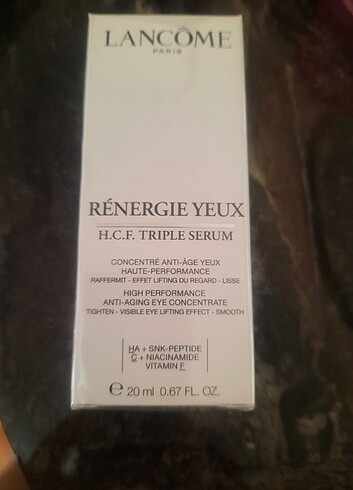 LANCÔME
PARIS
RÉNERGIE YEUX
H.C.F. TRIPLE SERUM
CONCENTRÉ ANTI-ÂGE YEUX
HAUTE-PERFORMANCE
RAFFERMIT - EFFET LIFTING DU REGARD - LISSE
HIGH PERFORMANCE
ANTI-AGING EYE CONCENTRATE
TIGHTEN - VISIBLE EYE LIFTING EFFECT - SMOOTH
HA + SNK-PEPTIDE
C + NIACINAMIDE
VITAMIN F
℮ 20 ml 0.67 FL. OZ.